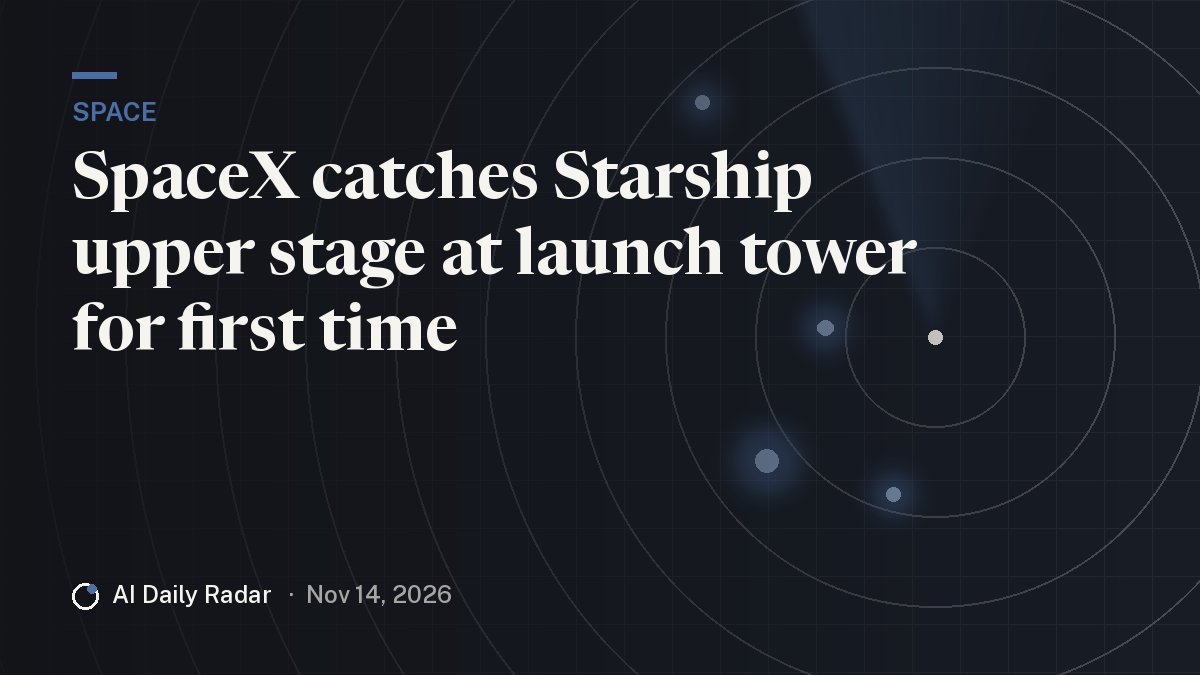 SPACE
SpaceX catches Starship
upper stage at launch tower
for first time
AI Daily Radar · Nov 14, 2026